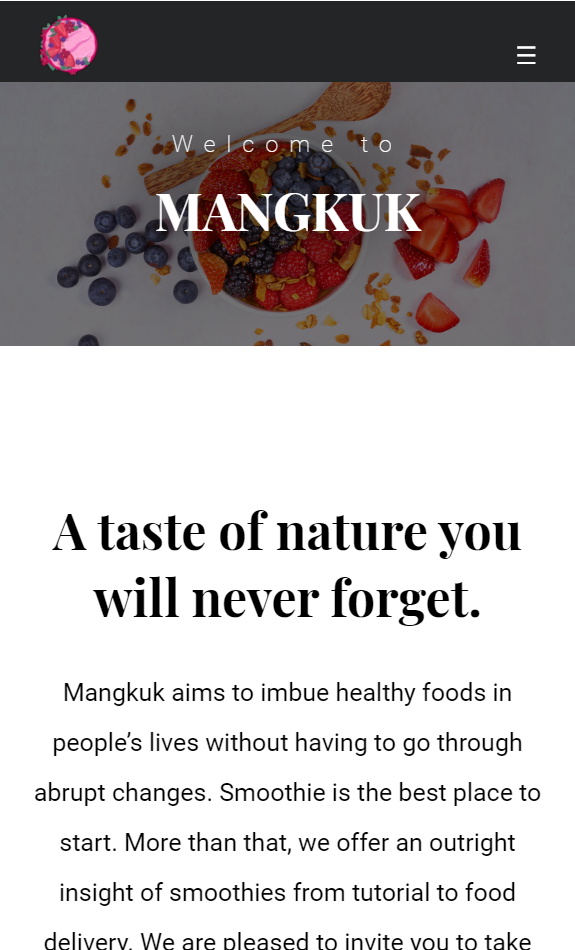 Welcome to
MANGKUK
A taste of nature you
will never forget.
Mangkuk aims to imbue healthy foods in
people’s lives without having to go through
abrupt changes. Smoothie is the best place to
start. More than that, we offer an outright
insight of smoothies from tutorial to food
delivery. We are pleased to invite you to take